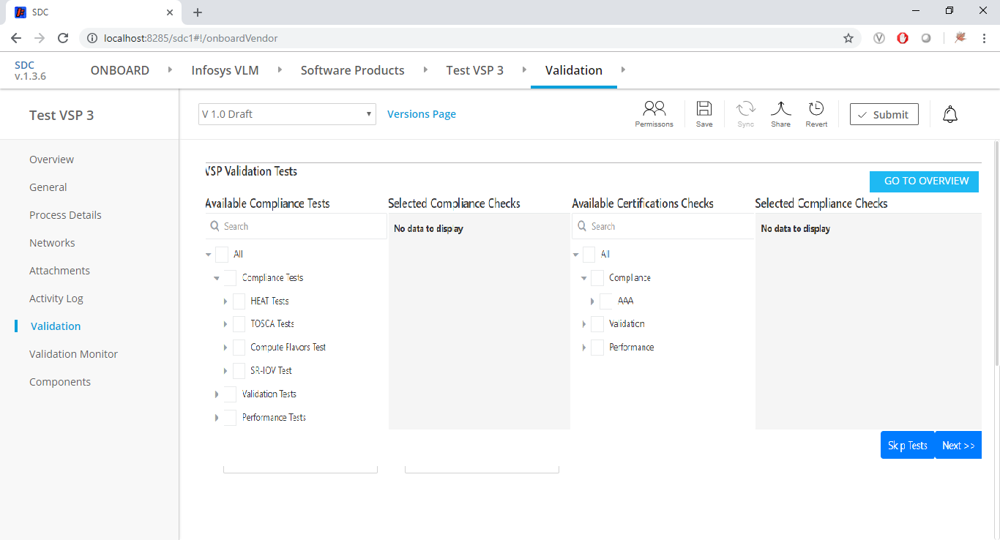 SDC
localhost:8285/sdc1#!/onboardVendor
SDC
v.1.3.6
ONBOARD
Infosys VLM
Software Products
Test VSP 3
Validation
Test VSP 3
V 1.0 Draft
Versions Page
Permissons
Save
Sync
Share
Revert
Submit
Overview
General
Process Details
Networks
Attachments
Activity Log
Validation
Validation Monitor
Components
VSP Validation Tests
GO TO OVERVIEW
Available Compliance Tests
Search
All
Compliance Tests
HEAT Tests
TOSCA Tests
Compute Flavors Test
SR-IOV Test
Validation Tests
Performance Tests
Selected Compliance Checks
No data to display
Available Certifications Checks
Search
All
Compliance
AAA
Validation
Performance
Selected Compliance Checks
No data to display
Skip Tests
Next >>